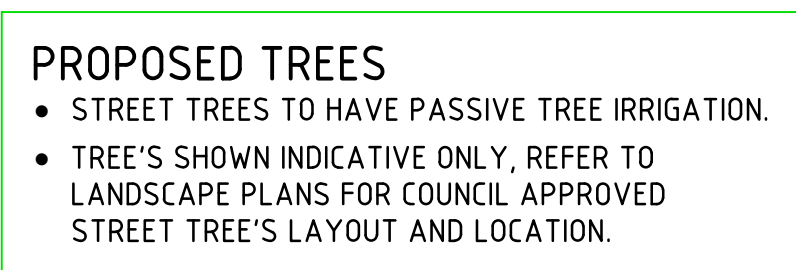 PROPOSED TREES
• STREET TREES TO HAVE PASSIVE TREE IRRIGATION.
• TREE'S SHOWN INDICATIVE ONLY, REFER TO
LANDSCAPE PLANS FOR COUNCIL APPROVED
STREET TREE'S LAYOUT AND LOCATION.